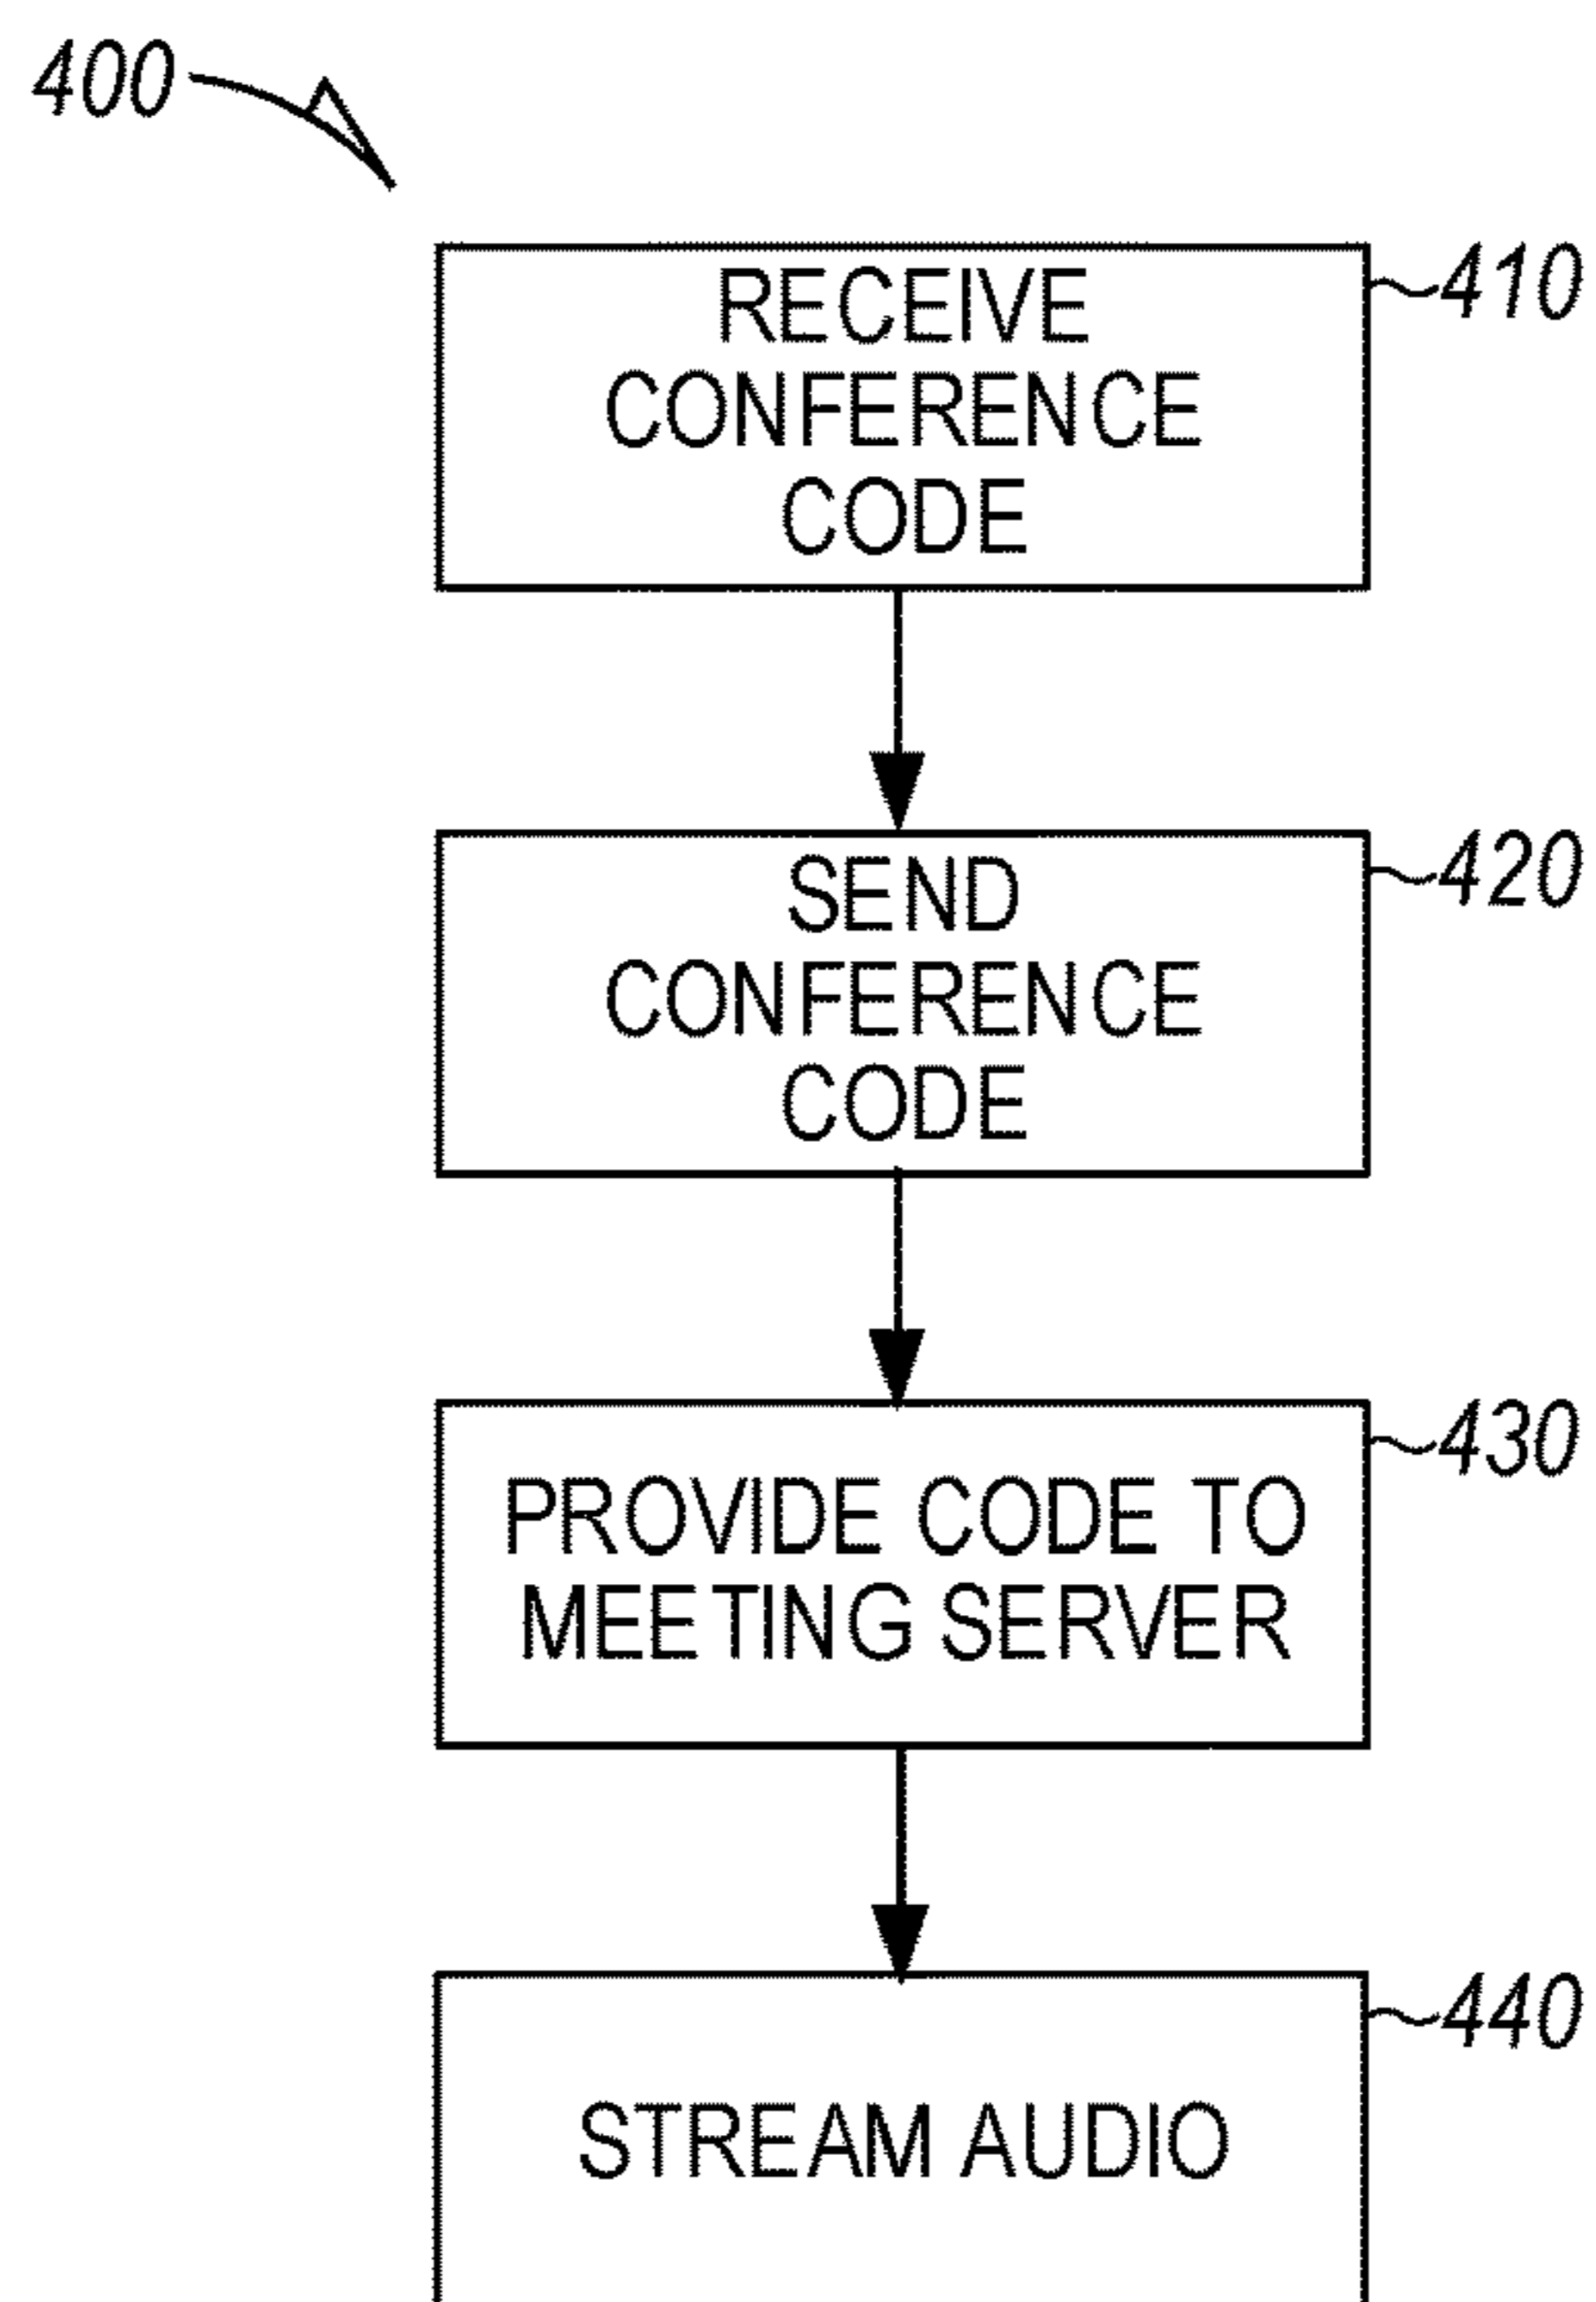 400
RECEIVE
CONFERENCE
CODE
410
SEND
CONFERENCE
CODE
420
PROVIDE CODE TO
MEETING SERVER
430
STREAM AUDIO
440